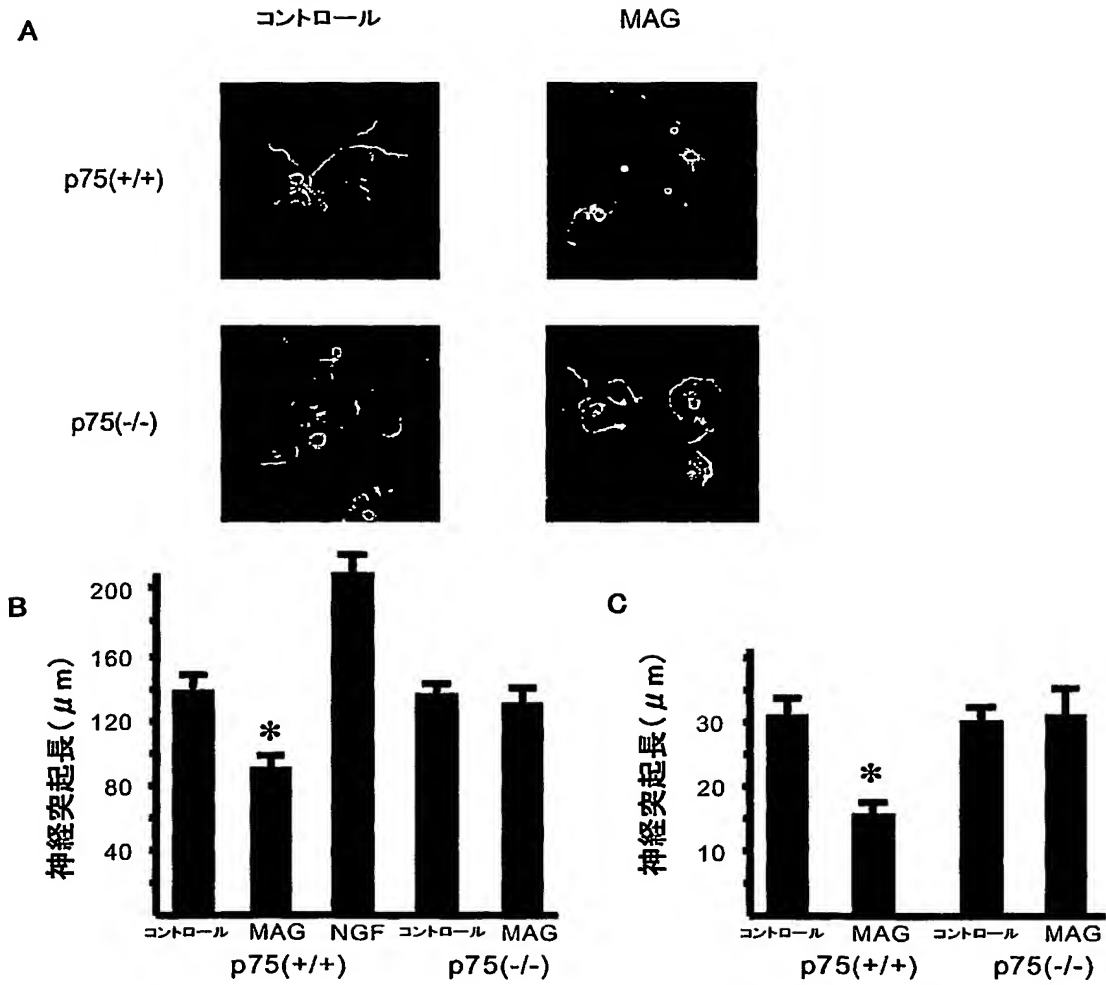 A
コントロール MAG
p75(+/+)
p75(-/-)
B
神経突起長(μm)
200
160
120
80
40
*
コントロール MAG NGF コントロール MAG
p75(+/+) p75(-/-)
C
神経突起長(μm)
30
20
10
*
コントロール MAG コントロール MAG
p75(+/+) p75(-/-)